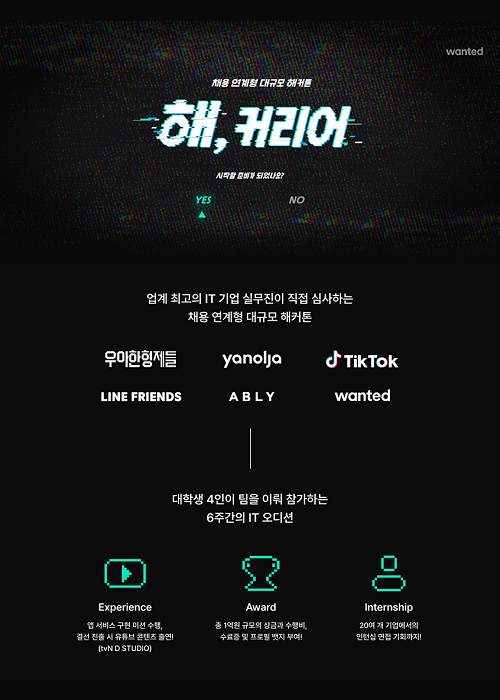 wanted
채용 연계형 대규모 해커톤
해, 커리어
시작할 준비가 되었나요?
YES NO
업계 최고의 IT 기업 실무진이 직접 심사하는
채용 연계형 대규모 해커톤
우아한형제들 yanolja TikTok
LINE FRIENDS ABLY wanted
대학생 4인이 팀을 이뤄 참가하는
6주간의 IT 오디션
Experience Award Internship
앱 서비스 구현 미션 수행, 총 1억원 규모의 상금과 수행비, 20여 개 기업에서의
결선 진출 시 유튜브 콘텐츠 출연! 수료증 및 프로필 뱃지 부여! 인턴십 면접 기회까지!
(tvN D STUDIO)